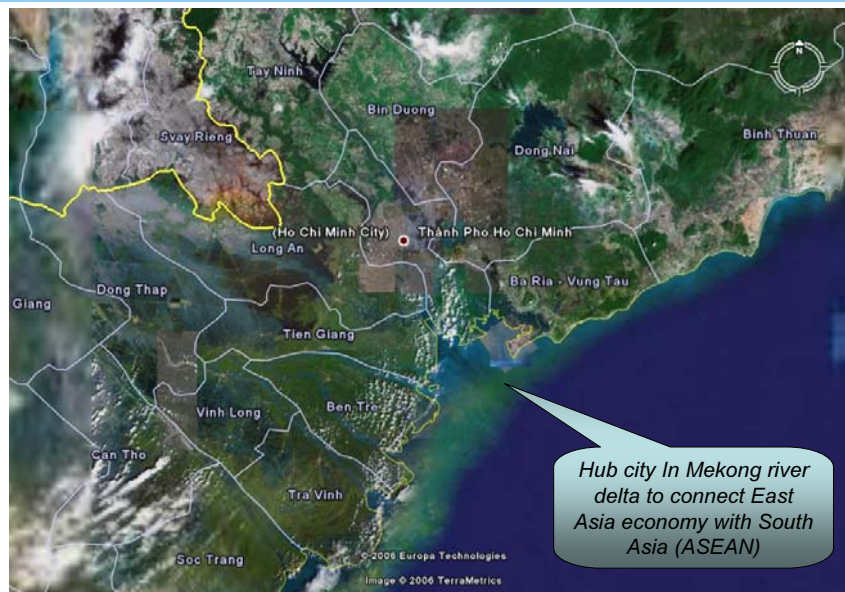 N
Tay Ninh
Bin Duong
Svay Rieng
Dong Nai
Binh Thuan
(Ho Chi Minh City)
Thành Pho Ho Chi Minh
Long An
Ba Ria - Vung Tau
Dong Thap
Giang
Tien Giang
Vinh Long
Ben Tre
Can Tho
Tra Vinh
Soc Trang
Hub city In Mekong river
delta to connect East
Asia economy with South
Asia (ASEAN)
© 2006 Europa Technologies
Image © 2006 TerraMetrics